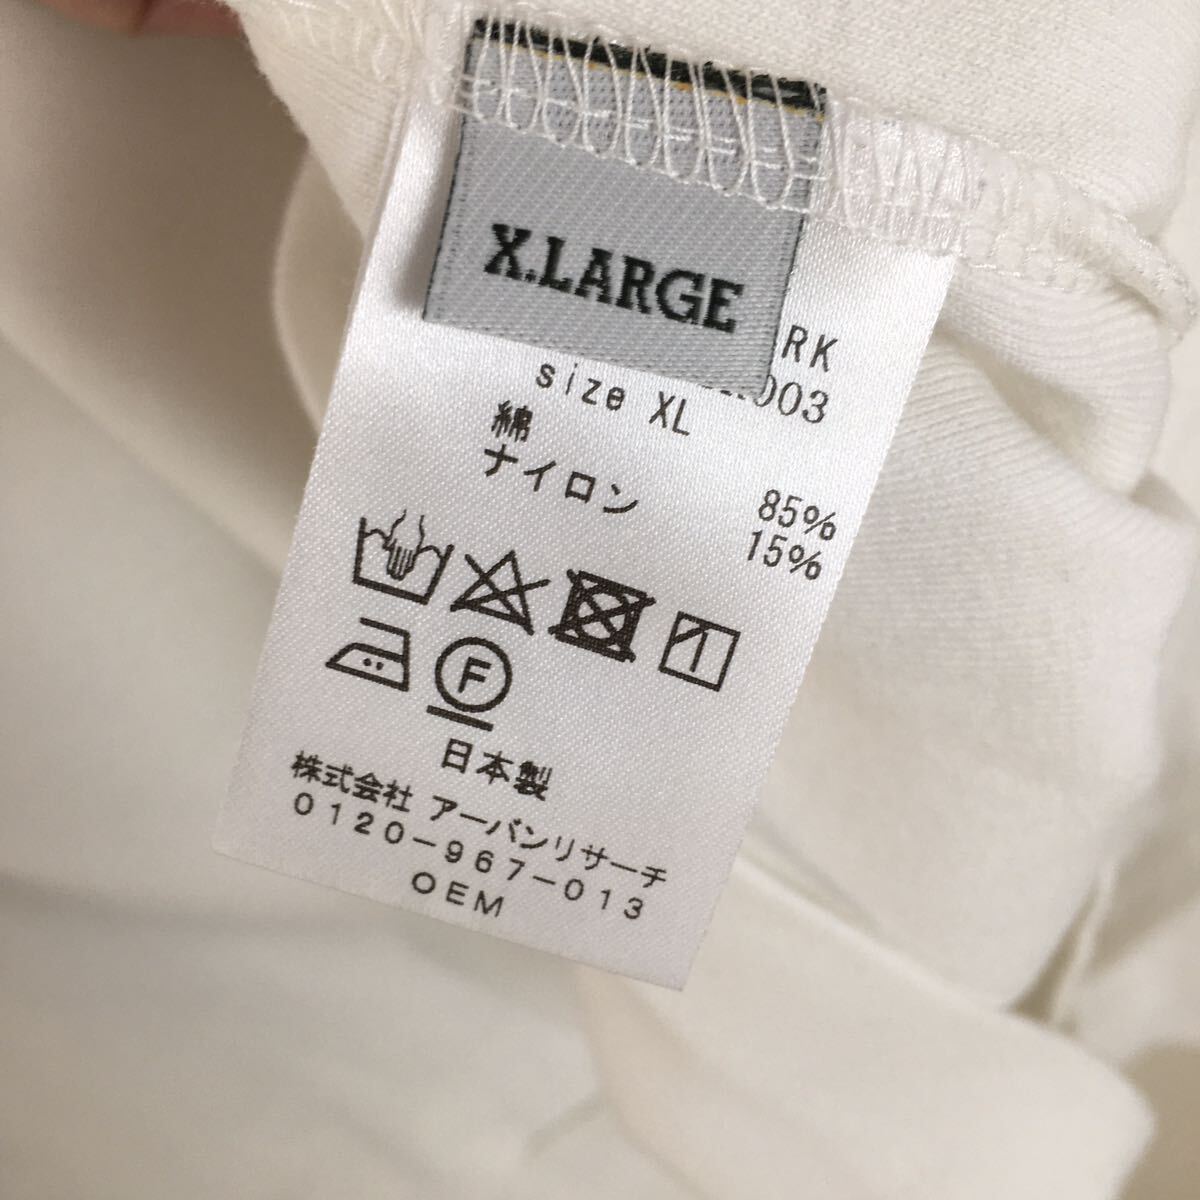 X.LARGE
RK
003
size XL
綿 85%
ナイロン 15%
F
日本製
株式会社 アーバンリサーチ
0120-967-013
OEM